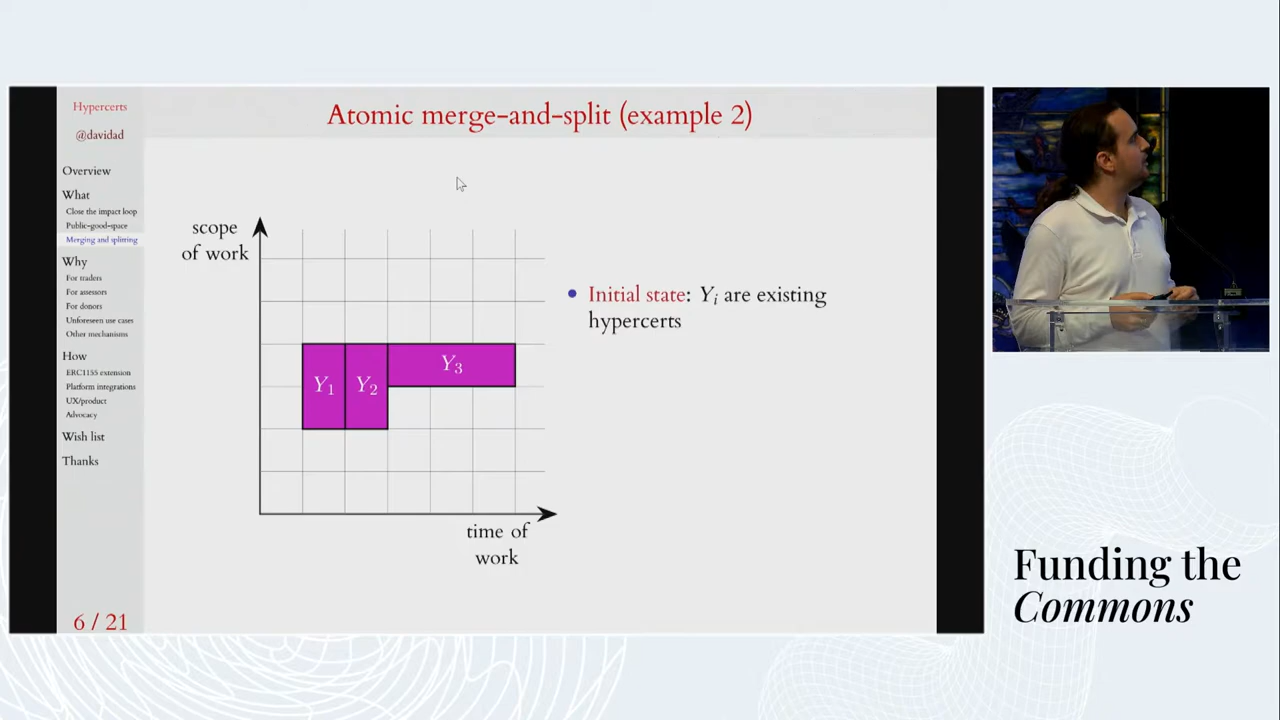 Hypercerts
@davidad
Overview
What
Close the impact loop
Public-good-space
Merging and splitting
Why
For traders
For assessors
For donors
Unforeseen use cases
Other mechanisms
How
ERC1155 extension
Platform integrations
UX/product
Advocacy
Wish list
Thanks
6 / 21
Atomic merge-and-split (example 2)
scope
of work
Y₁
Y₂
Y₃
time of
work
• Initial state: Yᵢ are existing
hypercerts
Funding the
Commons